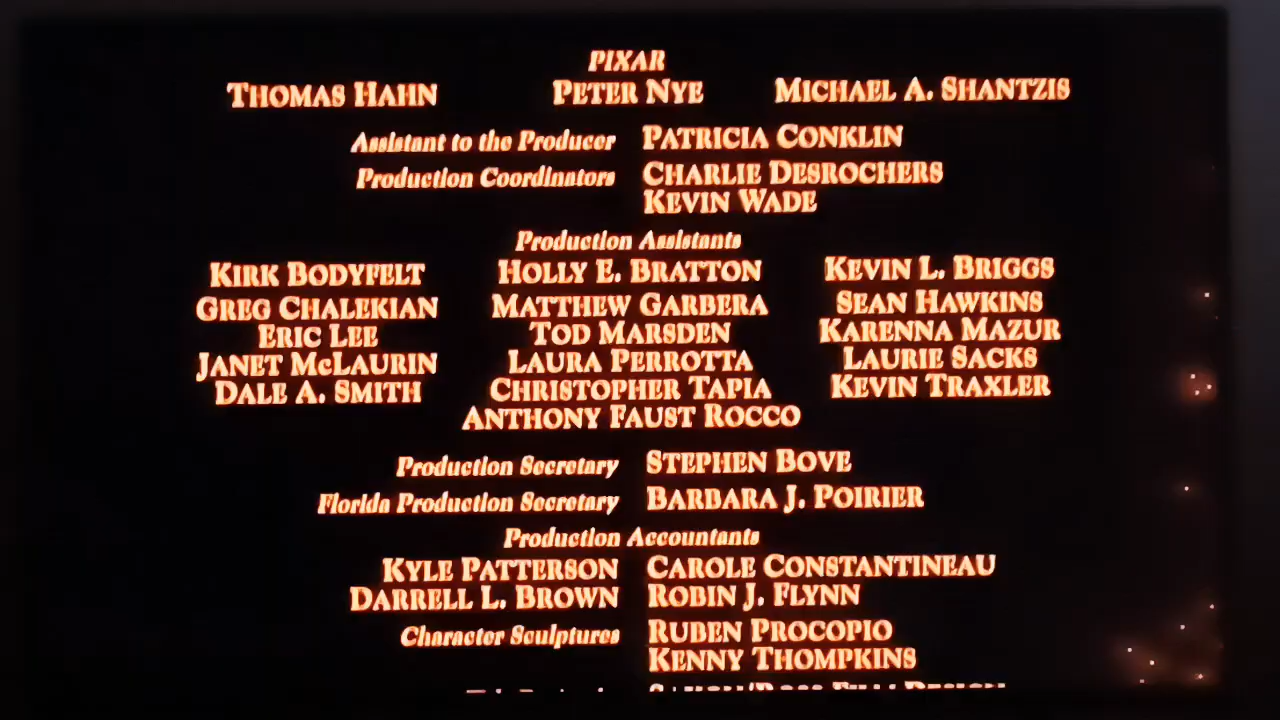 PIXAR
THOMAS HAHN PETER NYE MICHAEL A. SHANTZIS
Assistant to the Producer PATRICIA CONKLIN
Production Coordinators CHARLIE DESROCHERS
KEVIN WADE
Production Assistants
KIRK BODYFELT HOLLY E. BRATTON KEVIN L. BRIGGS
GREG CHALEKIAN MATTHEW GARBERA SEAN HAWKINS
ERIC LEE TOD MARSDEN KARENNA MAZUR
JANET MCLAURIN LAURA PERROTTA LAURIE SACKS
DALE A. SMITH CHRISTOPHER TAPIA KEVIN TRAXLER
ANTHONY FAUST ROCCO
Production Secretary STEPHEN BOVE
Florida Production Secretary BARBARA J. POIRIER
Production Accountants
KYLE PATTERSON CAROLE CONSTANTINEAU
DARRELL L. BROWN ROBIN J. FLYNN
Character Sculptures RUBEN PROCOPIO
KENNY THOMPKINS